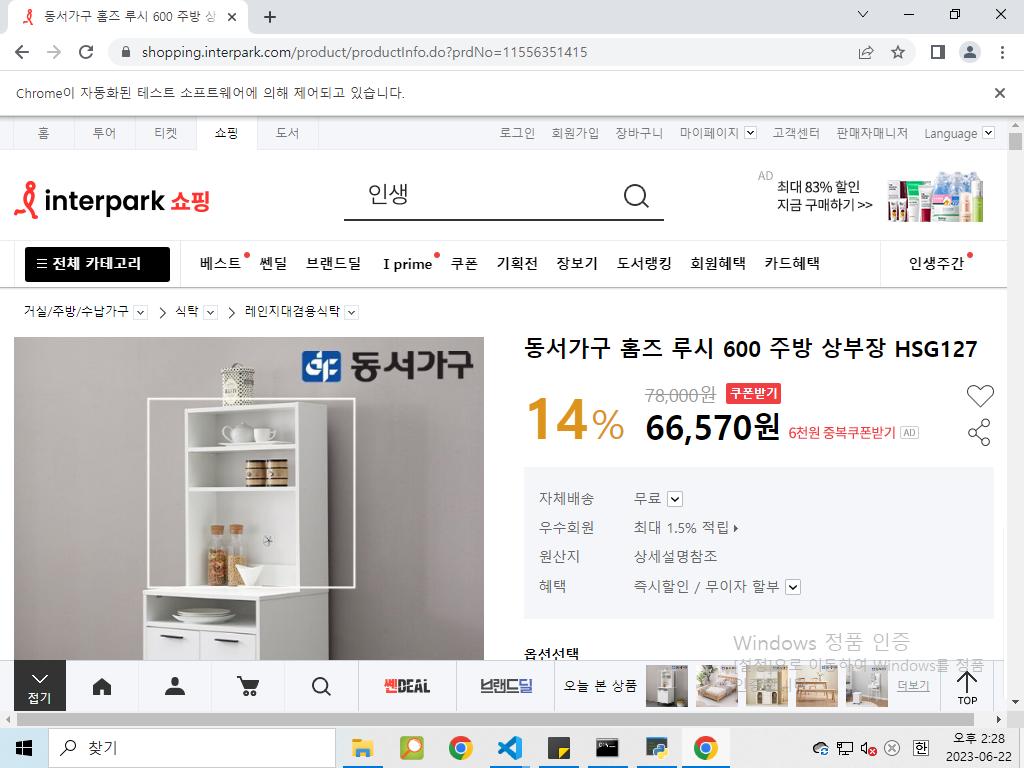 동서가구 홈즈 루시 600 주방 상
shopping.interpark.com/product/productInfo.do?prdNo=11556351415
Chrome이 자동화된 테스트 소프트웨어에 의해 제어되고 있습니다.
홈 투어 티켓 쇼핑 도서 로그인 회원가입 장바구니 마이페이지 고객센터 판매자매니저 Language
interpark 쇼핑
인생
AD
최대 83% 할인
지금 구매하기 >>
전체 카테고리 베스트 쎈딜 브랜드딜 I prime 쿠폰 기획전 장보기 도서랭킹 회원혜택 카드혜택 인생주간
거실/주방/수납가구 식탁 레인지대겸용식탁
동서가구
동서가구 홈즈 루시 600 주방 상부장 HSG127
14%
78,000원 쿠폰받기
66,570원 6천원 중복쿠폰받기 AD
자체배송 무료
우수회원 최대 1.5% 적립
원산지 상세설명참조
혜택 즉시할인 / 무이자 할부
옵션선택
Windows 정품 인증
[설정]으로 이동하여 Windows를 정품
접기
쎈DEAL
브랜드딜
오늘 본 상품
더보기
TOP
찾기
한
오후 2:28
2023-06-22